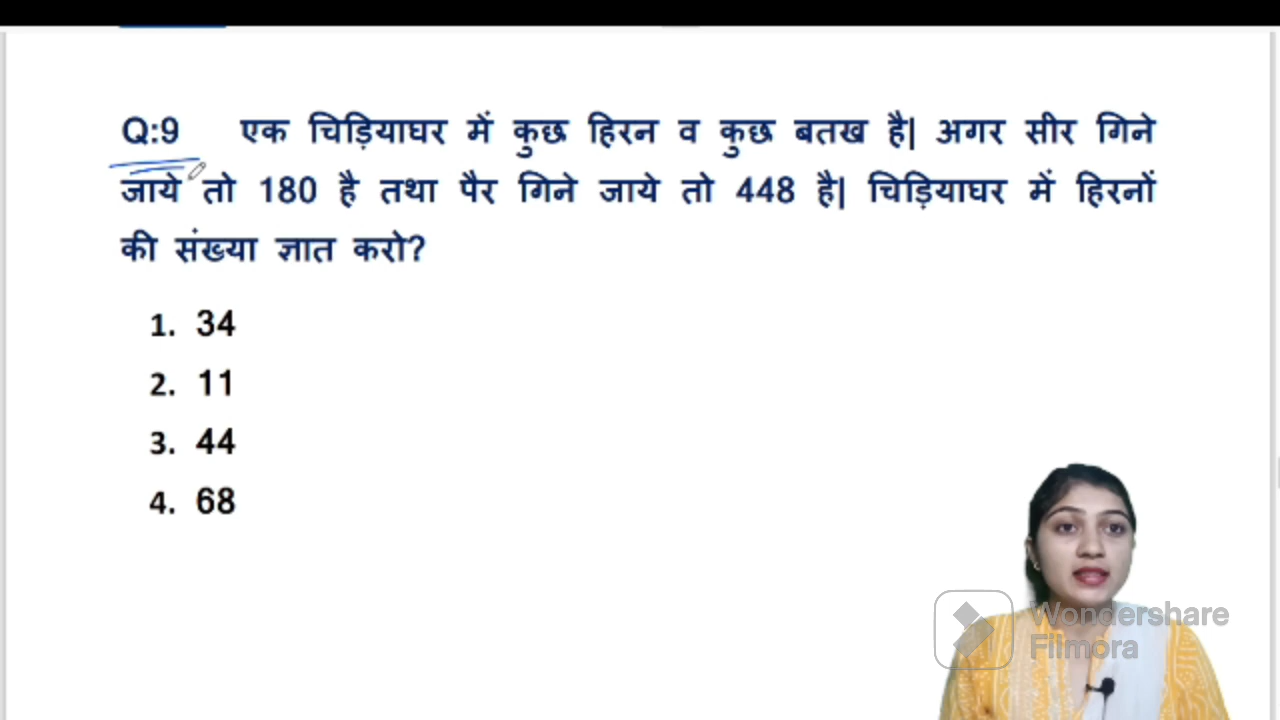 Q:9 एक चिड़ियाघर में कुछ हिरन व कुछ बतख है| अगर सीर गिने
जाये तो 180 है तथा पैर गिने जाये तो 448 है| चिड़ियाघर में हिरनों
की संख्या ज्ञात करो?
1. 34
2. 11
3. 44
4. 68
Wondershare
Filmora